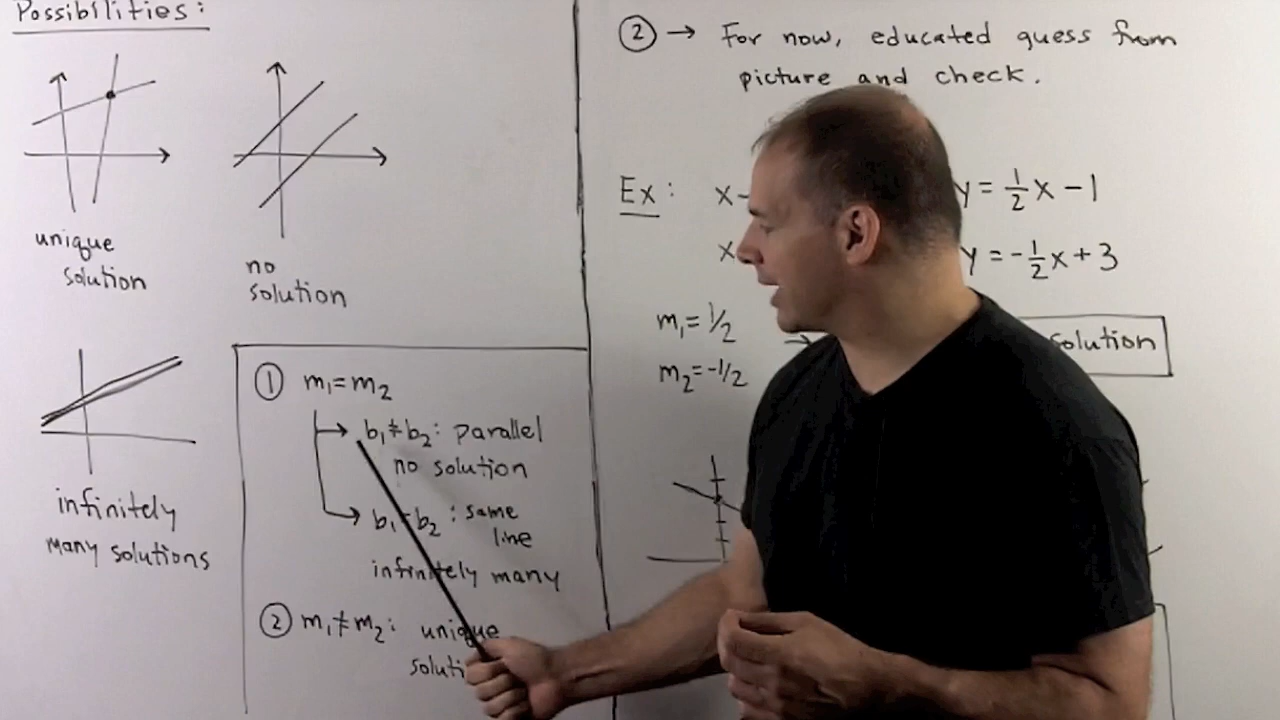 Possibilities:
unique
solution
no
solution
infinitely
many solutions
① m₁=m₂
b₁≠b₂: parallel
no solution
b₁=b₂: same
line
infinitely many
② m₁≠m₂: unique
② → For now, educated guess from
picture and check.
Ex: x-
y = 1/2 x - 1
x
y = -1/2 x + 3
m₁= 1/2
solution
m₂= -1/2